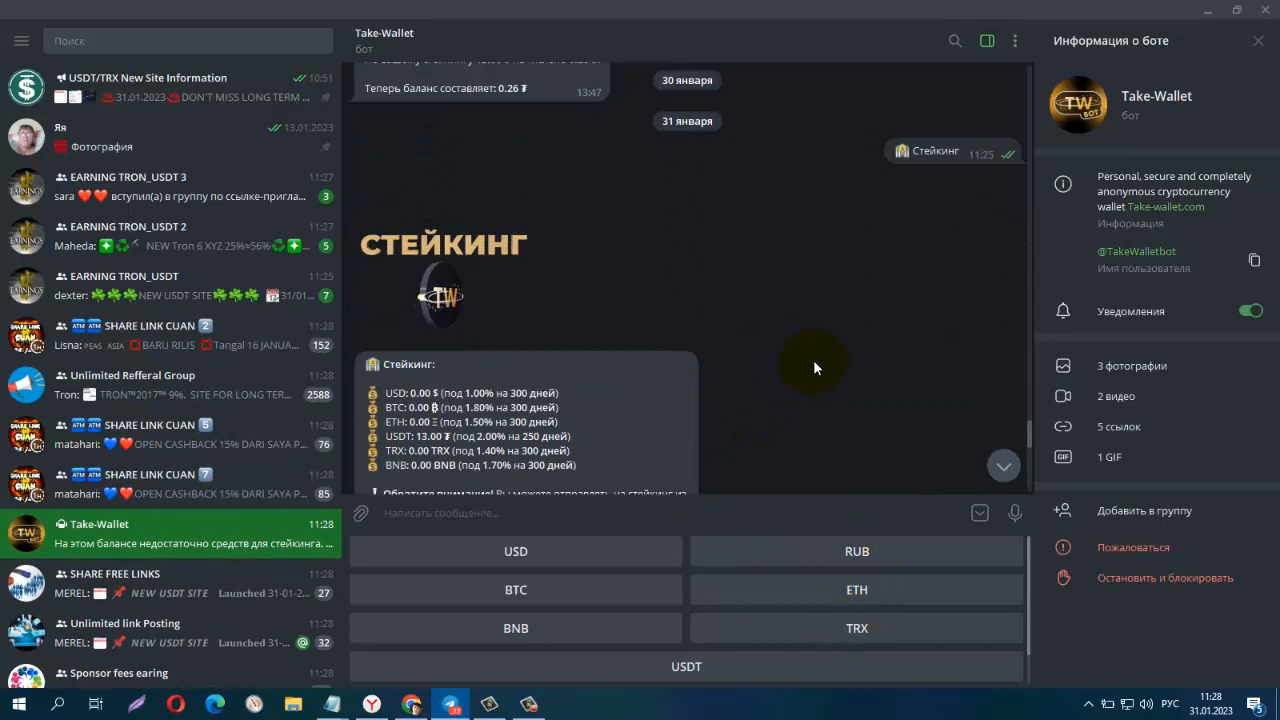 Поиск
USDT/TRX New Site Information
10:51
31.01.2023 DON'T MISS LONG TERM ...
Яя
13.01.2023
Фотография
EARNING TRON_USDT 3
11:27
sara ❤️❤️ вступил(а) в группу по ссылке-пригла...
3
EARNING TRON_USDT 2
11:28
Maheda: NEW Tron 6 XYZ 25%≈56% ...
5
EARNING TRON_USDT
11:25
dexter: ☘️☘️☘️NEW USDT SITE☘️☘️☘️ 31/01...
7
SHARE LINK CUAN 2
11:28
Lisna: PEAS ASIA BARU RILIS Tangal 16 JANUA...
152
Unlimited Refferal Group
11:28
Tron: TRON™2017™ 9%. SITE FOR LONG TER...
2588
SHARE LINK CUAN 5
11:28
matahari: OPEN CASHBACK 15% DARI SAYA P...
76
SHARE LINK CUAN 7
11:28
matahari: OPEN CASHBACK 15% DARI SAYA P...
85
Take-Wallet
11:28
На этом балансе недостаточно средств для стейкинга. ...
SHARE FREE LINKS
11:28
MEREL: NEW USDT SITE Launched 31-01-2...
27
Unlimited link Posting
11:28
MEREL: NEW USDT SITE Launched 31-...
@ 32
Sponsor fees earing
11:28
Take-Wallet
бот
Теперь баланс составляет: 0.26 ₮
13:47
30 января
31 января
Стейкинг 11:25
СТЕЙКИНГ
TW
Стейкинг:
USD: 0.00 $ (под 1.00% на 300 дней)
BTC: 0.00 ฿ (под 1.80% на 300 дней)
ETH: 0.00 Ξ (под 1.50% на 300 дней)
USDT: 13.00 ₮ (под 2.00% на 250 дней)
TRX: 0.00 TRX (под 1.40% на 300 дней)
BNB: 0.00 BNB (под 1.70% на 300 дней)
Обратите внимание! Вы можете отправлять на стейкинг из
Написать сообщение...
USD
RUB
BTC
ETH
BNB
TRX
USDT
Информация о боте
TW
БОТ
Take-Wallet
бот
Personal, secure and completely
anonymous cryptocurrency
wallet Take-wallet.com
Информация
@TakeWalletbot
Имя пользователя
Уведомления
3 фотографии
2 видео
5 ссылок
GIF
1 GIF
Добавить в группу
Пожаловаться
Остановить и блокировать
РУС
11:28
31.01.2023
5